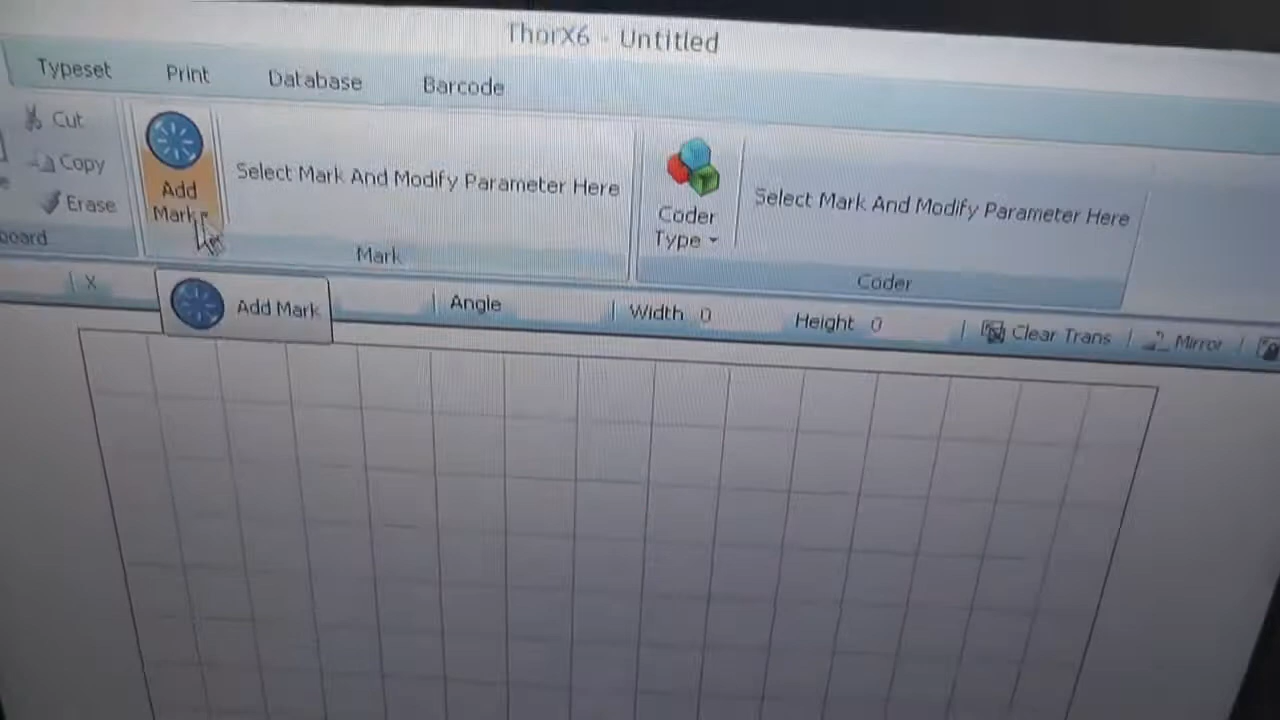 ThorX6 - Untitled
Typeset Print Database Barcode
Cut
Copy
Erase
Add
Mark
Select Mark And Modify Parameter Here
Mark
Coder
Type
Select Mark And Modify Parameter Here
Coder
X Angle Width 0 Height 0 Clear Trans Mirror
Add Mark